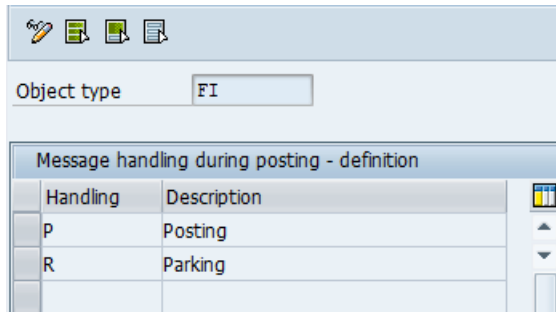 Object type FI
Message handling during posting - definition
Handling Description
P Posting
R Parking